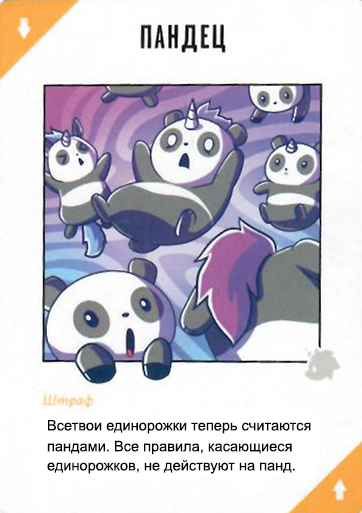 ПАНДЕЦ
Штраф
Всетвои единорожки теперь считаются
пандами. Все правила, касающиеся
единорожков, не действуют на панд.